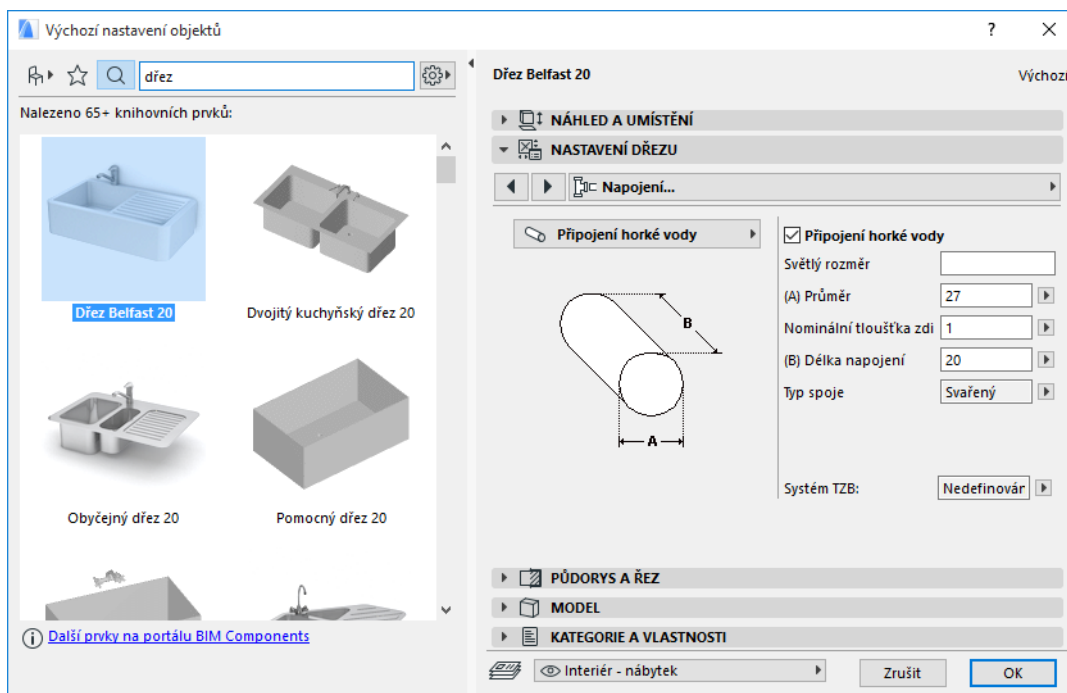 Výchozí nastavení objektů
?
dřez
Nalezeno 65+ knihovních prvků:
Dřez Belfast 20
Dvojitý kuchyňský dřez 20
Obyčejný dřez 20
Pomocný dřez 20
Další prvky na portálu BIM Components
Dřez Belfast 20
Výchozí
NÁHLED A UMÍSTĚNÍ
NASTAVENÍ DŘEZU
Napojení...
Připojení horké vody
B
A
Připojení horké vody
Světlý rozměr
(A) Průměr 27
Nominální tloušťka zdi 1
(B) Délka napojení 20
Typ spoje Svařený
Systém TZB:
PŮDORYS A ŘEZ
MODEL
KATEGORIE A VLASTNOSTI
Interiér - nábytek
Zrušit
OK